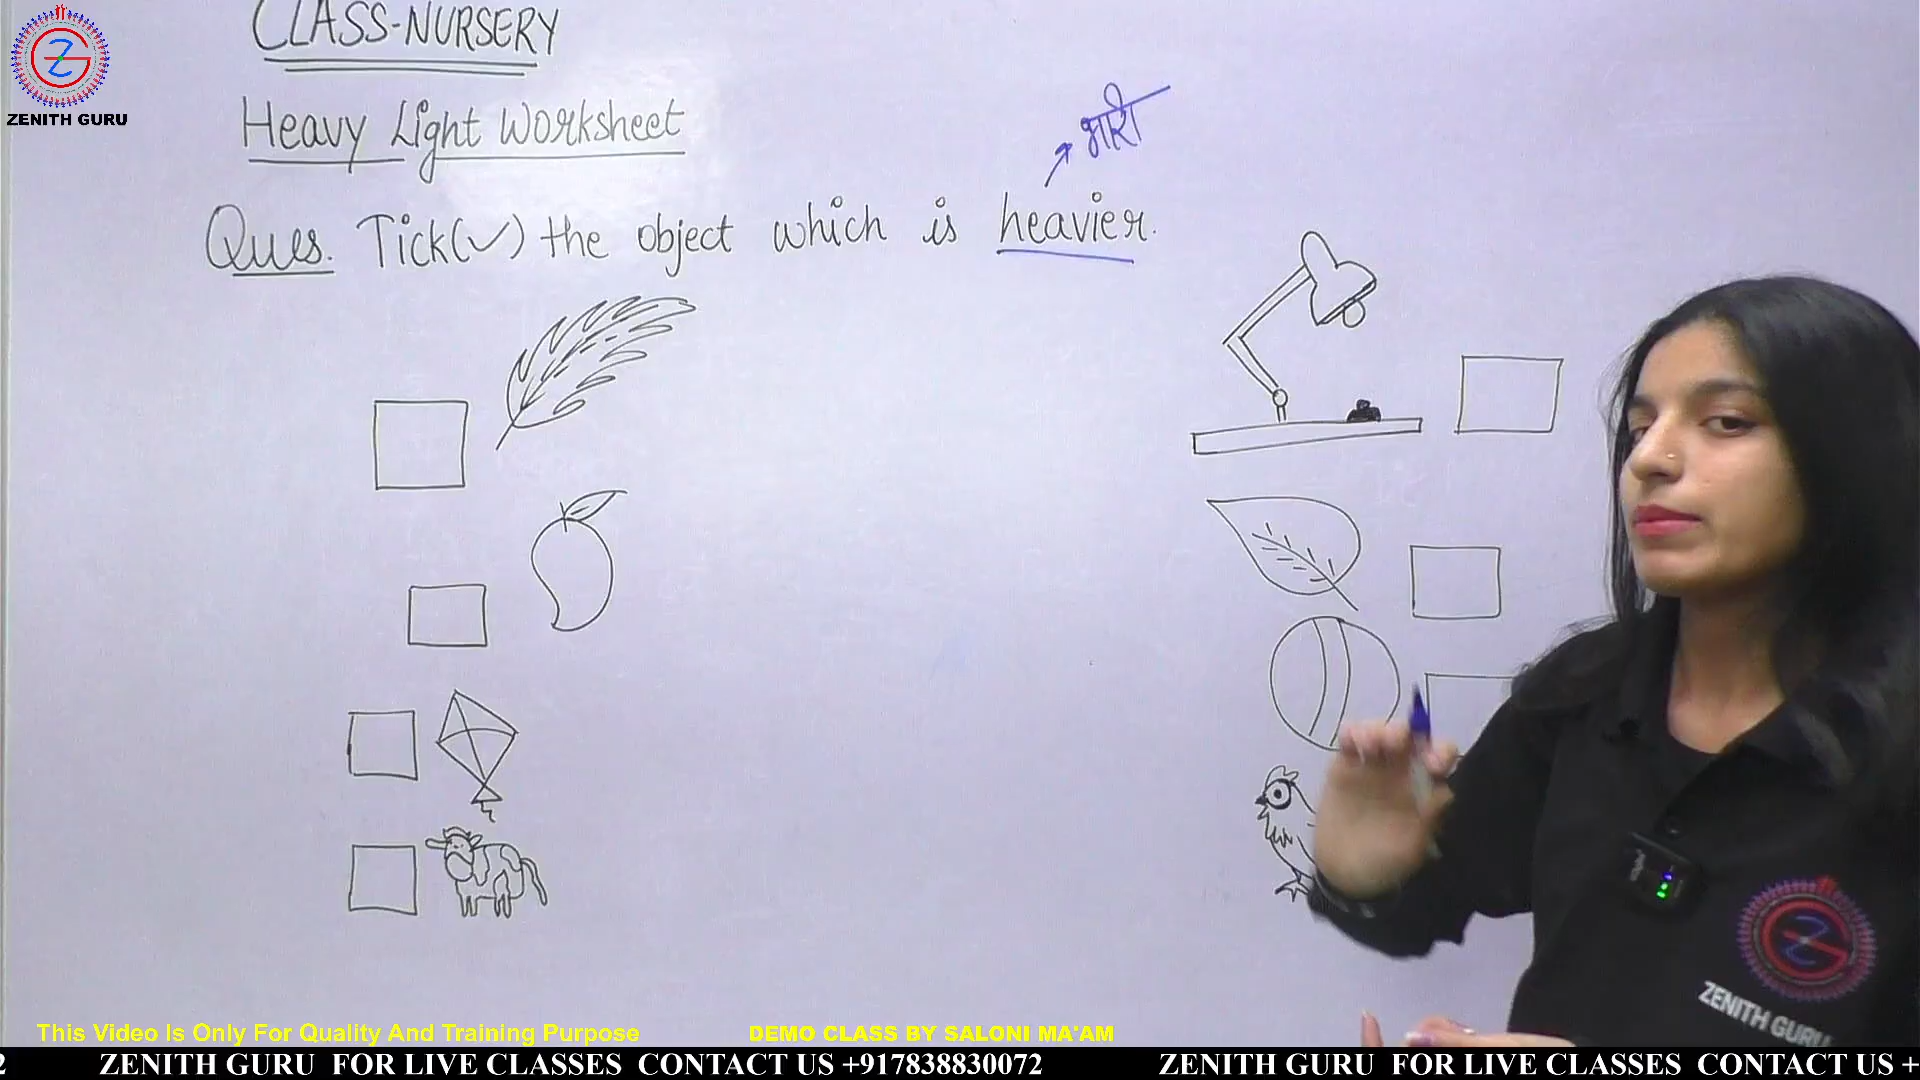 CLASS-NURSERY
ZENITH GURU
Heavy Light Worksheet
भारी
Ques. Tick(✓) the object which is heavier.
ZENITH GURU
This Video Is Only For Quality And Training Purpose
DEMO CLASS BY SALONI MA'AM
2 ZENITH GURU FOR LIVE CLASSES CONTACT US +917838830072 ZENITH GURU FOR LIVE CLASSES CONTACT US +